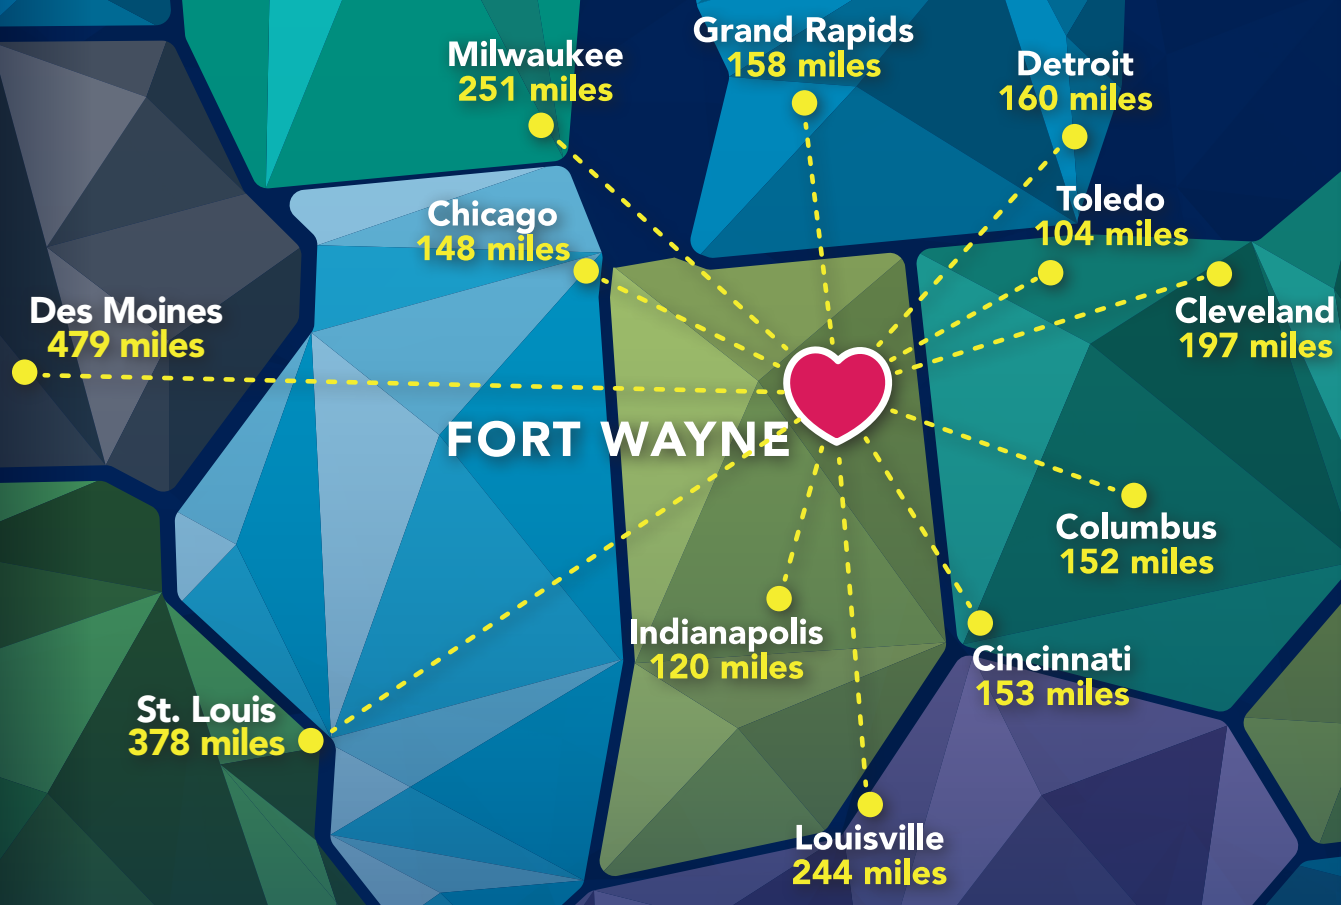 Grand Rapids
158 miles
Milwaukee
251 miles
Detroit
160 miles
Toledo
104 miles
Chicago
148 miles
Des Moines
479 miles
Cleveland
197 miles
FORT WAYNE
Columbus
152 miles
Indianapolis
120 miles
Cincinnati
153 miles
St. Louis
378 miles
Louisville
244 miles